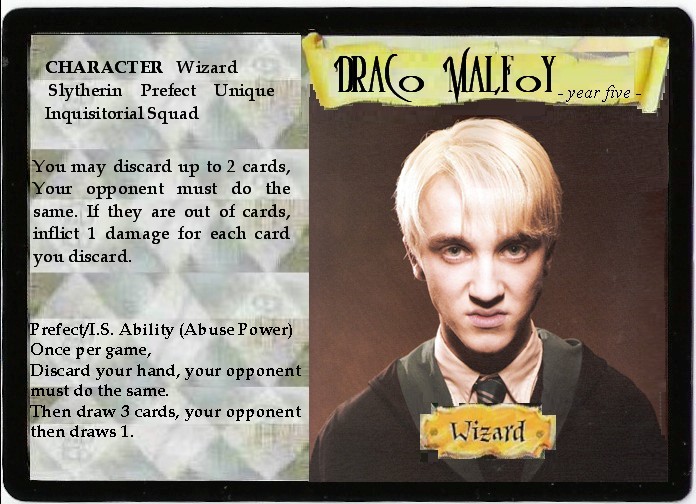 DRACO MALFOY
- year five -
Wizard
CHARACTER Wizard
Slytherin Prefect Unique
Inquisitorial Squad
You may discard up to 2 cards,
Your opponent must do the
same. If they are out of cards,
inflict 1 damage for each card
you discard.
Prefect/I.S. Ability (Abuse Power)
Once per game,
Discard your hand, your opponent
must do the same.
Then draw 3 cards, your opponent
then draws 1.